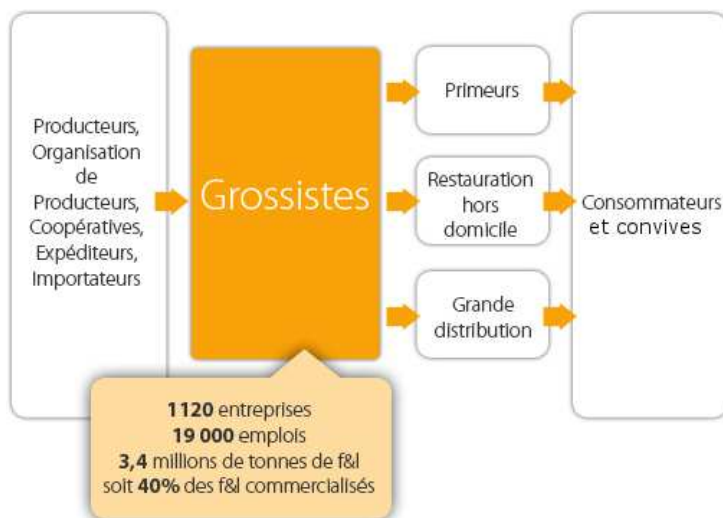 Producteurs,
Organisation
de
Producteurs,
Coopératives,
Expéditeurs,
Importateurs
Grossistes
Primeurs
Restauration
hors
domicile
Grande
distribution
Consommateurs
et convives
1120 entreprises
19 000 emplois
3,4 millions de tonnes de f&l
soit 40% des f&l commercialisés